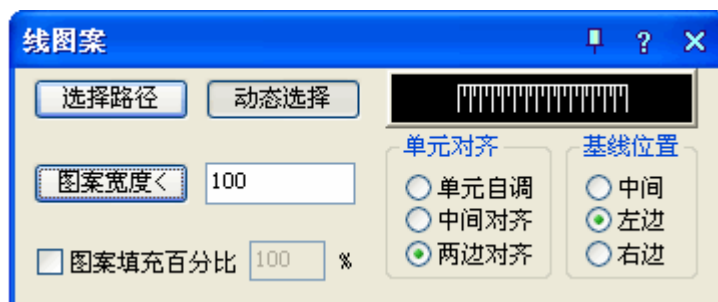 线图案 ?
选择路径 动态选择
单元对齐 基线位置
图案宽度< 100
单元自调 中间
中间对齐 左边
两边对齐 右边
图案填充百分比 100 %